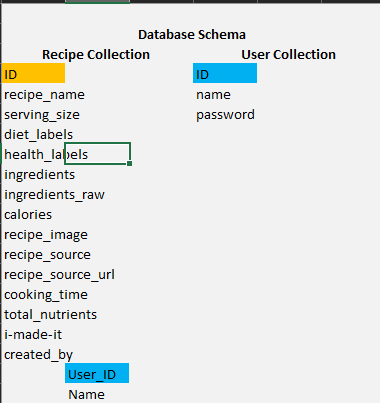 Database Schema
Recipe Collection User Collection
ID ID
recipe_name name
serving_size password
diet_labels
health_labels
ingredients
ingredients_raw
calories
recipe_image
recipe_source
recipe_source_url
cooking_time
total_nutrients
i-made-it
created_by
User_ID
Name